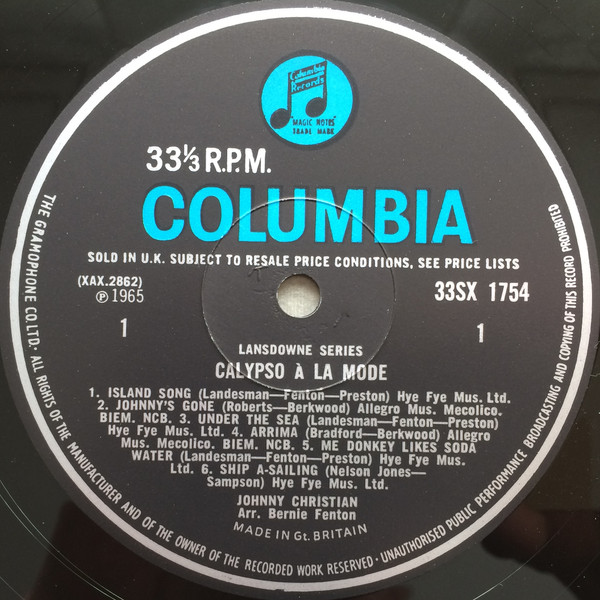 Columbia
Records
"MAGIC NOTES"
TRADE MARK
33⅓ R.P.M.
COLUMBIA
SOLD IN U.K. SUBJECT TO RESALE PRICE CONDITIONS, SEE PRICE LISTS
(XAX.2862)
℗ 1965
33SX 1754
1
1
LANSDOWNE SERIES
CALYPSO À LA MODE
1. ISLAND SONG (Landesman—Fenton—Preston) Hye Fye Mus. Ltd.
2. JOHNNY'S GONE (Roberts—Berkwood) Allegro Mus. Mecolico.
BIEM. NCB. 3. UNDER THE SEA (Landesman—Fenton—Preston)
Hye Fye Mus. Ltd. 4. ARRIMA (Bradford—Berkwood) Allegro
Mus. Mecolico. BIEM. NCB. 5. ME DONKEY LIKES SODA
WATER (Landesman—Fenton—Preston) Hye Fye Mus.
Ltd. 6. SHIP A-SAILING (Nelson Jones—
Sampson) Hye Fye Mus. Ltd.
JOHNNY CHRISTIAN
Arr. Bernie Fenton
MADE IN Gt. BRITAIN
THE GRAMOPHONE CO. LTD. · ALL RIGHTS OF THE MANUFACTURER AND OF THE OWNER OF THE RECORDED WORK RESERVED · UNAUTHORISED PUBLIC PERFORMANCE BROADCASTING AND COPYING OF THIS RECORD PROHIBITED